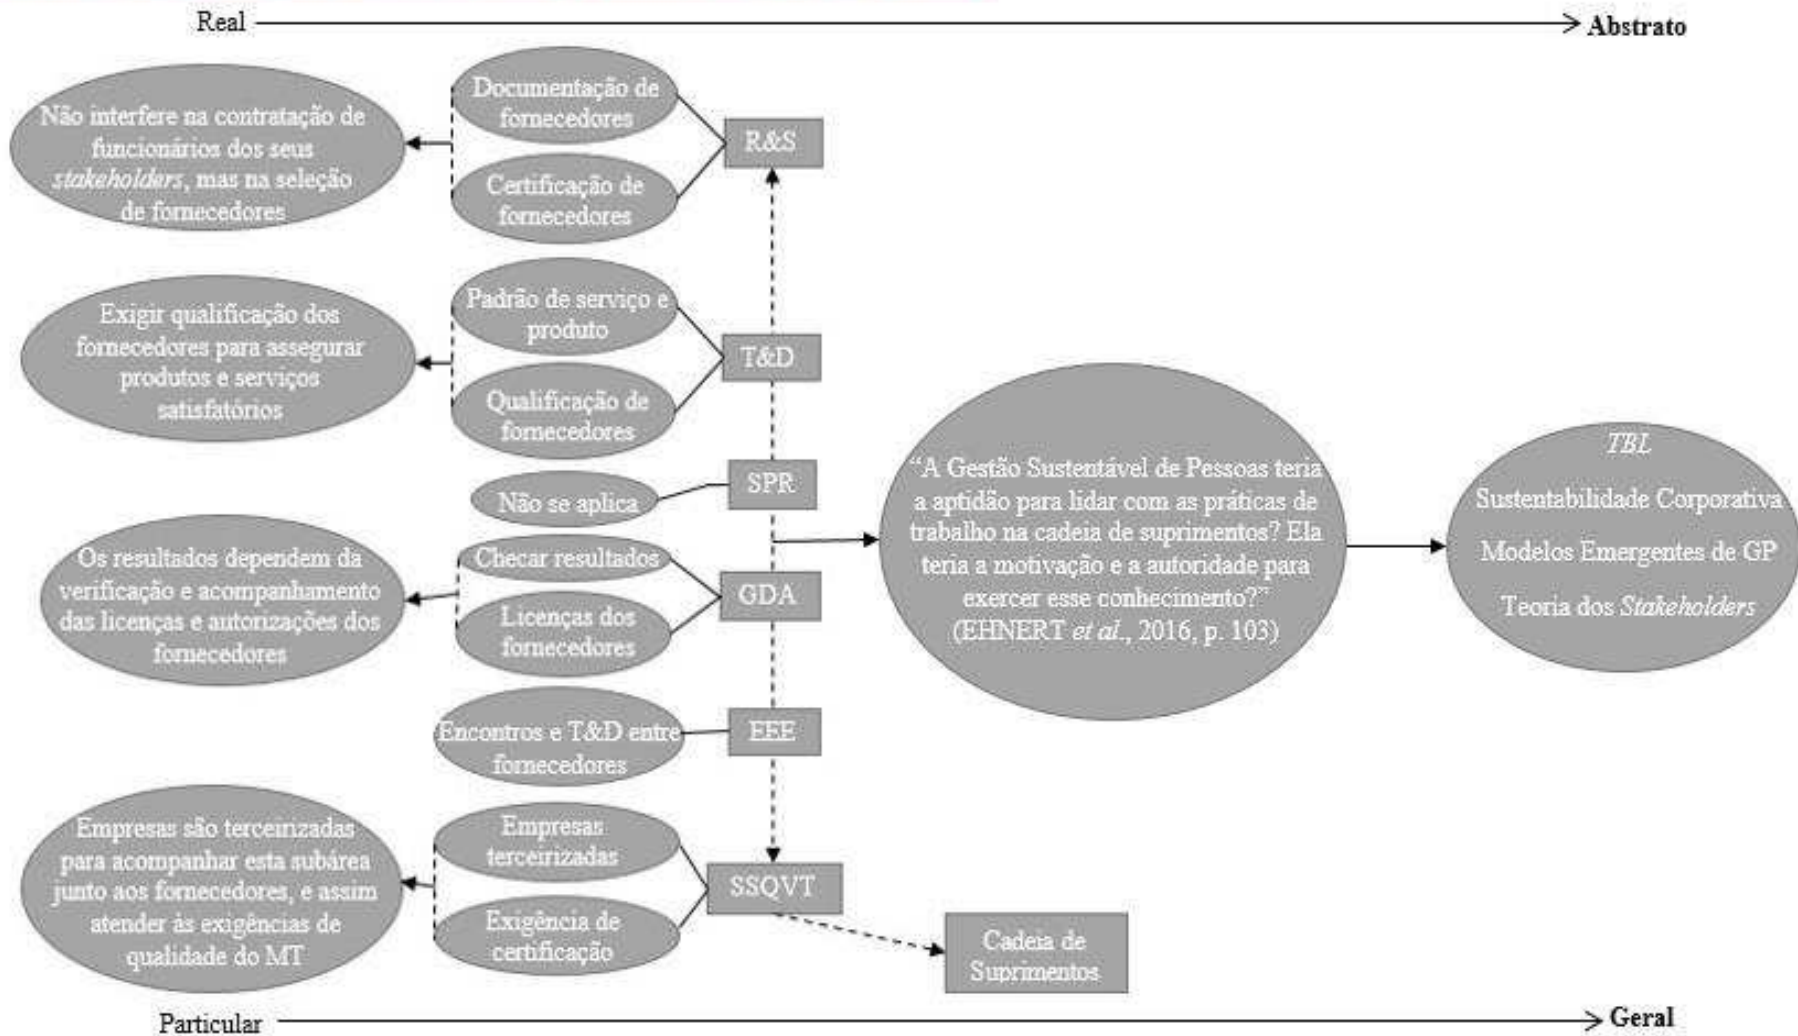 Real
Abstrato
Não interfere na contratação de
funcionários dos seus
stakeholders, mas na seleção
de fornecedores
Documentação de
fornecedores
Certificação de
fornecedores
R&S
Exigir qualificação dos
fornecedores para assegurar
produtos e serviços
satisfatórios
Padrão de serviço e
produto
Qualificação de
fornecedores
T&D
Não se aplica
SPR
Os resultados dependem da
verificação e acompanhamento
das licenças e autorizações dos
fornecedores
Checar resultados
Licenças dos
fornecedores
GDA
Encontros e T&D entre
fornecedores
EEE
Empresas são terceirizadas
para acompanhar esta subárea
junto aos fornecedores, e assim
atender às exigências de
qualidade do MT
Empresas
terceirizadas
Exigência de
certificação
SSQVT
Cadeia de
Suprimentos
“A Gestão Sustentável de Pessoas teria
a aptidão para lidar com as práticas de
trabalho na cadeia de suprimentos? Ela
teria a motivação e a autoridade para
exercer esse conhecimento?”
(EHNERT et al., 2016, p. 103)
TBL
Sustentabilidade Corporativa
Modelos Emergentes de GP
Teoria dos Stakeholders
Particular
Geral